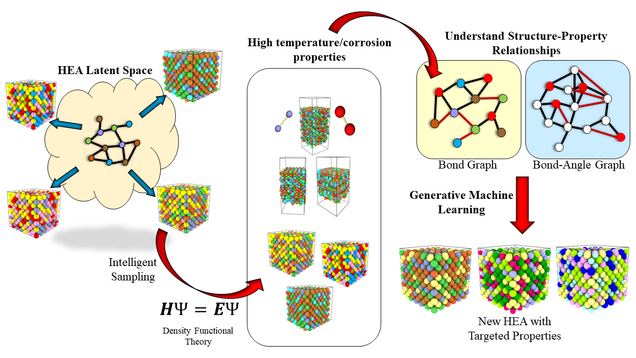 HEA Latent Space
Intelligent
Sampling
HΨ = EΨ
Density Functional
Theory
High temperature/corrosion
properties
Understand Structure-Property
Relationships
Bond Graph
Bond-Angle Graph
Generative Machine
Learning
New HEA with
Targeted Properties